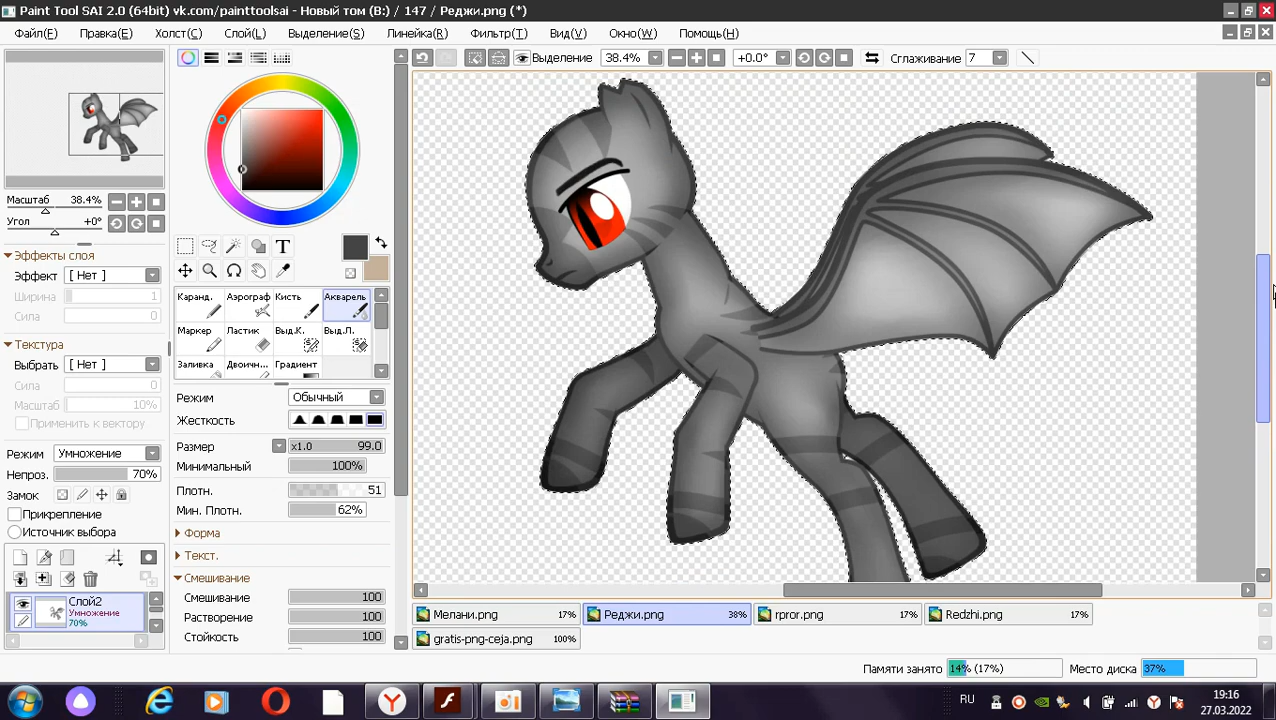 Paint Tool SAI 2.0 (64bit) vk.com/painttoolsai - Новый том (B:) / 147 / Реджи.png (*)
Файл(F) Правка(E) Холст(C) Слой(L) Выделение(S) Линейка(R) Фильтр(T) Вид(V) Окно(W) Помощь(H)
Выделение 38.4% +0.0° Сглаживание 7
Масштаб 38.4%
Угол +0°
Эффекты слоя
Эффект [ Нет ]
Ширина 1
Сила 0
Текстура
Выбрать [ Нет ]
Сила 0
Масштаб 10%
Применить к вектору
Режим Умножение
Непроз. 70%
Замок
Прикрепление
Источник выбора
Слой2
Умножение
70%
T
Каранд. Аэрограф Кисть Акварель
Маркер Ластик Выд.К. Выд.Л.
Заливка Двоичн... Градиент
Режим Обычный
Жесткость
Размер x1.0 99.0
Минимальный 100%
Плотн. 51
Мин. Плотн. 62%
Форма
Текст.
Смешивание
Смешивание 100
Растворение 100
Стойкость 100
Мелани.png 17% Реджи.png 38% rpror.png 17% Redzhi.png 17%
gratis-png-ceja.png 100%
Памяти занято 14% (17%) Место диска 37%
RU
19:16
27.03.2022